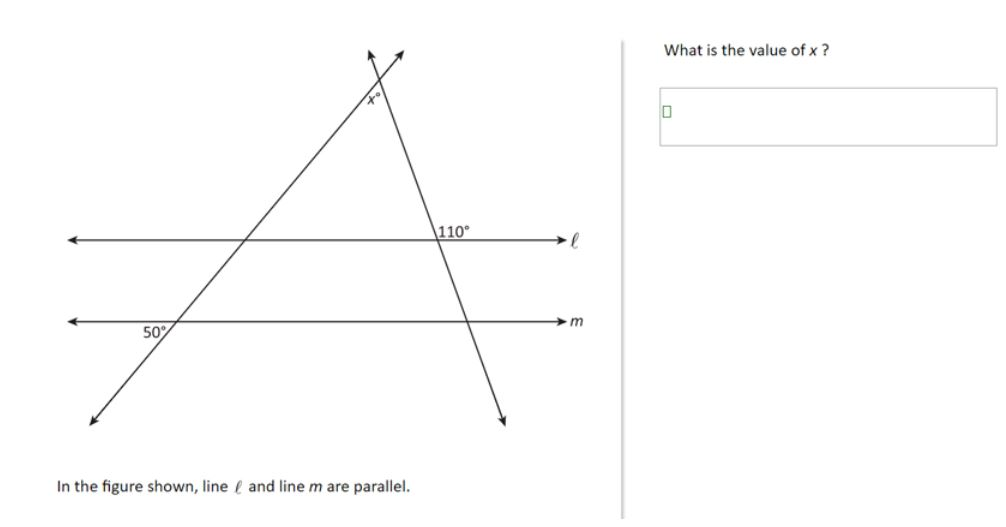 What is the value of x ?
x°
110°
ℓ
m
50°
In the figure shown, line ℓ and line m are parallel.